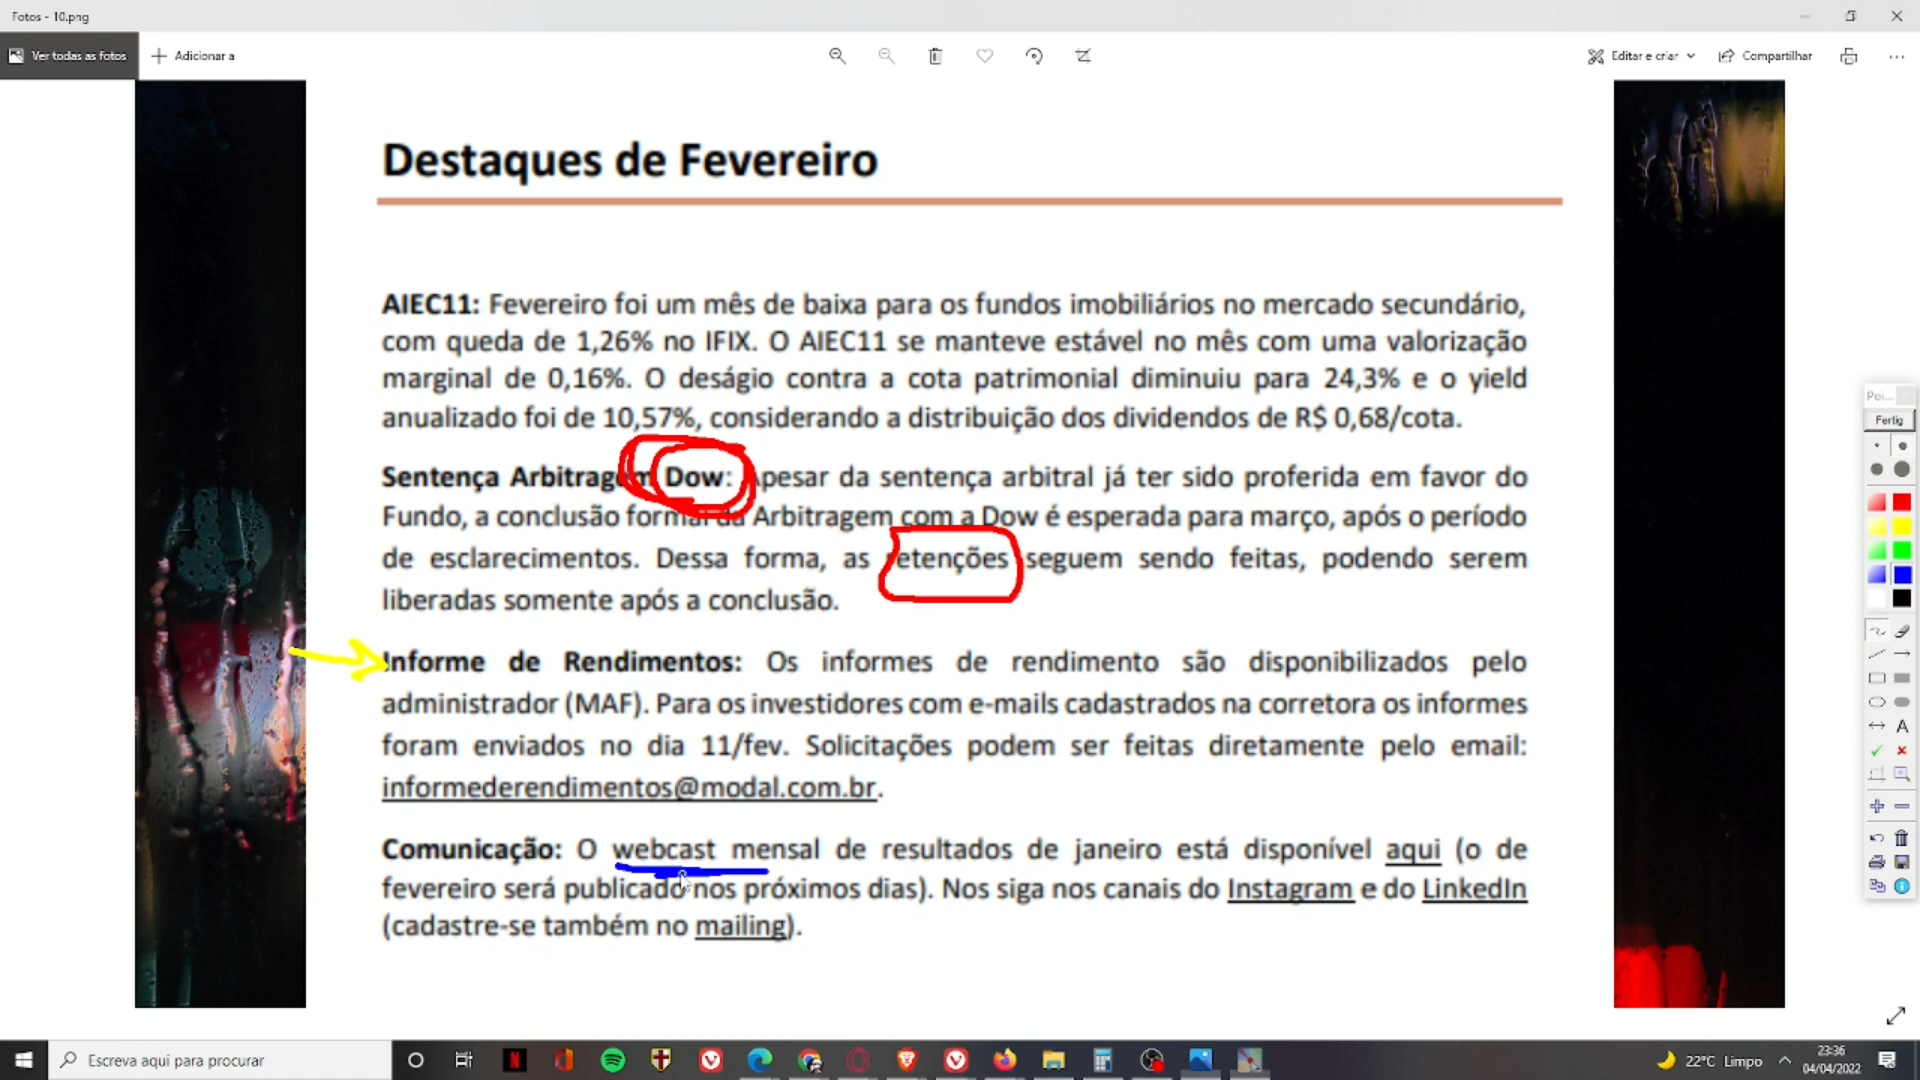 Fotos - 10.png
Ver todas as fotos
Adicionar a
Editar e criar
Compartilhar
Destaques de Fevereiro
AIEC11: Fevereiro foi um mês de baixa para os fundos imobiliários no mercado secundário,
com queda de 1,26% no IFIX. O AIEC11 se manteve estável no mês com uma valorização
marginal de 0,16%. O deságio contra a cota patrimonial diminuiu para 24,3% e o yield
anualizado foi de 10,57%, considerando a distribuição dos dividendos de R$ 0,68/cota.
Sentença Arbitragem Dow: Apesar da sentença arbitral já ter sido proferida em favor do
Fundo, a conclusão formal da Arbitragem com a Dow é esperada para março, após o período
de esclarecimentos. Dessa forma, as retenções seguem sendo feitas, podendo serem
liberadas somente após a conclusão.
Informe de Rendimentos: Os informes de rendimento são disponibilizados pelo
administrador (MAF). Para os investidores com e-mails cadastrados na corretora os informes
foram enviados no dia 11/fev. Solicitações podem ser feitas diretamente pelo email:
informederendimentos@modal.com.br.
Comunicação: O webcast mensal de resultados de janeiro está disponível aqui (o de
fevereiro será publicado nos próximos dias). Nos siga nos canais do Instagram e do LinkedIn
(cadastre-se também no mailing).
Poi...
Fertig
A
Escreva aqui para procurar
22°C Limpo
23:36
04/04/2022